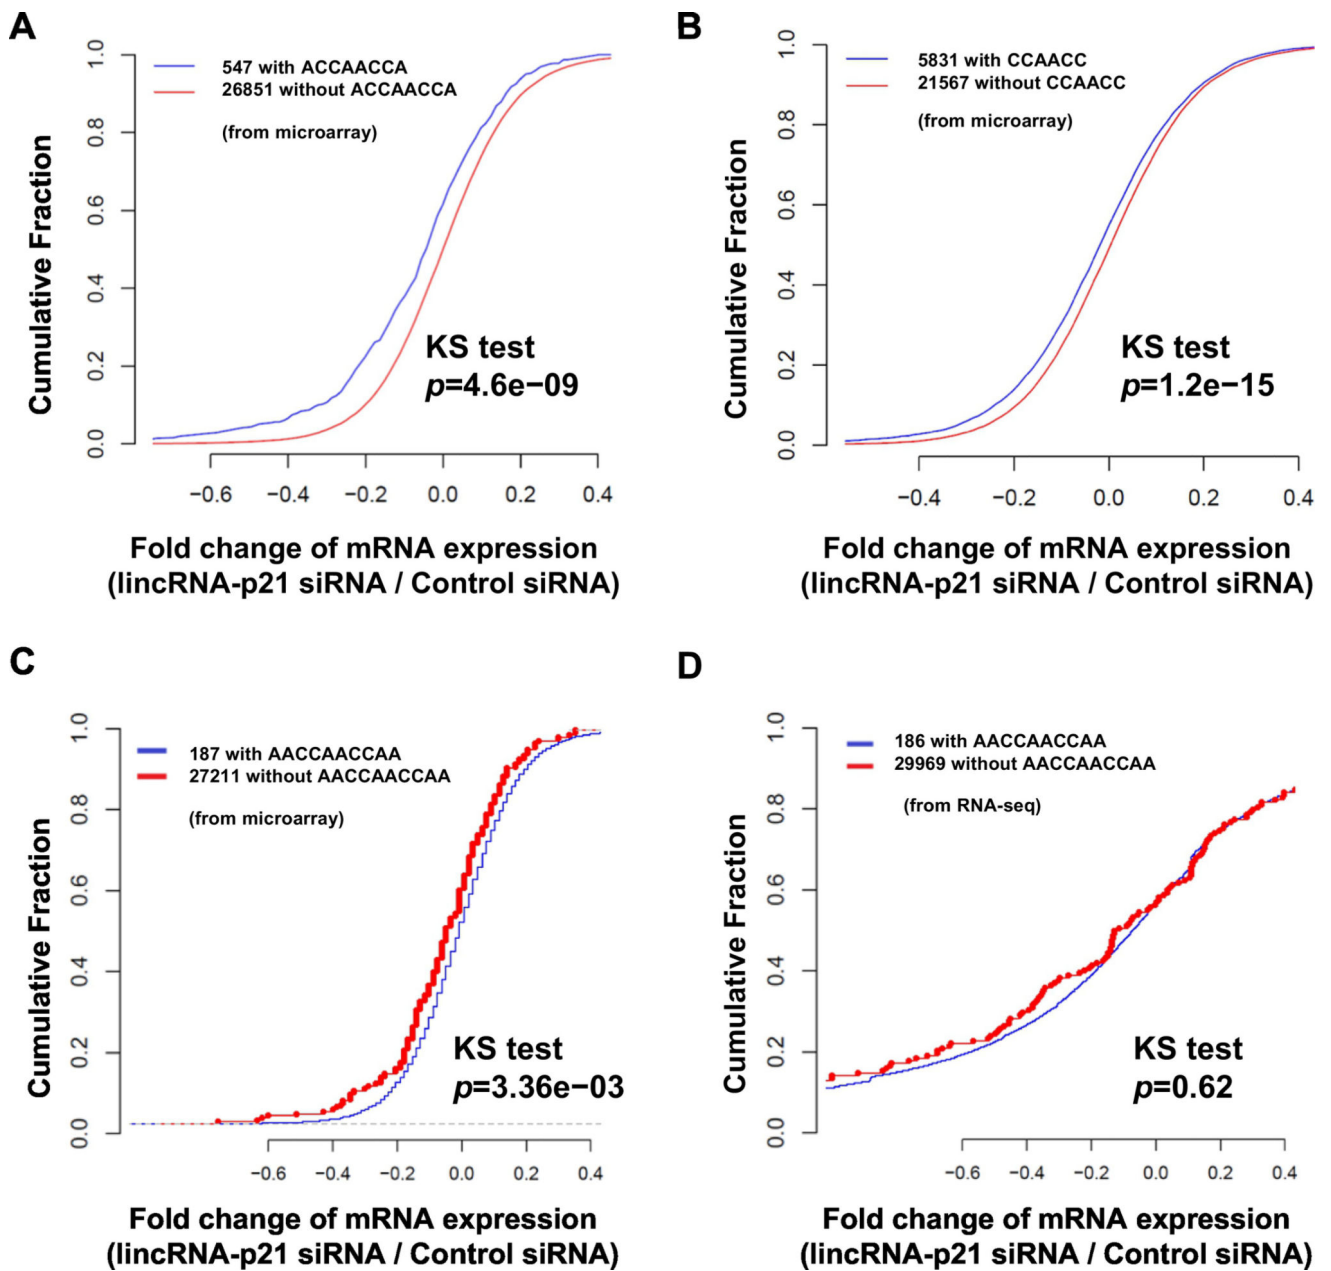 A
Cumulative Fraction
0.0 0.2 0.4 0.6 0.8 1.0
547 with ACCAACCA
26851 without ACCAACCA
(from microarray)
KS test
p=4.6e−09
−0.6 −0.4 −0.2 0.0 0.2 0.4
Fold change of mRNA expression
(lincRNA-p21 siRNA / Control siRNA)
B
Cumulative Fraction
0.0 0.2 0.4 0.6 0.8 1.0
5831 with CCAACC
21567 without CCAACC
(from microarray)
KS test
p=1.2e−15
−0.4 −0.2 0.0 0.2 0.4
Fold change of mRNA expression
(lincRNA-p21 siRNA / Control siRNA)
C
Cumulative Fraction
0.0 0.2 0.4 0.6 0.8 1.0
187 with AACCAACCAA
27211 without AACCAACCAA
(from microarray)
KS test
p=3.36e−03
−0.6 −0.4 −0.2 0.0 0.2 0.4
Fold change of mRNA expression
(lincRNA-p21 siRNA / Control siRNA)
D
Cumulative Fraction
0.0 0.2 0.4 0.6 0.8 1.0
186 with AACCAACCAA
29969 without AACCAACCAA
(from RNA-seq)
KS test
p=0.62
−0.6 −0.4 −0.2 0.0 0.2 0.4
Fold change of mRNA expression
(lincRNA-p21 siRNA / Control siRNA)